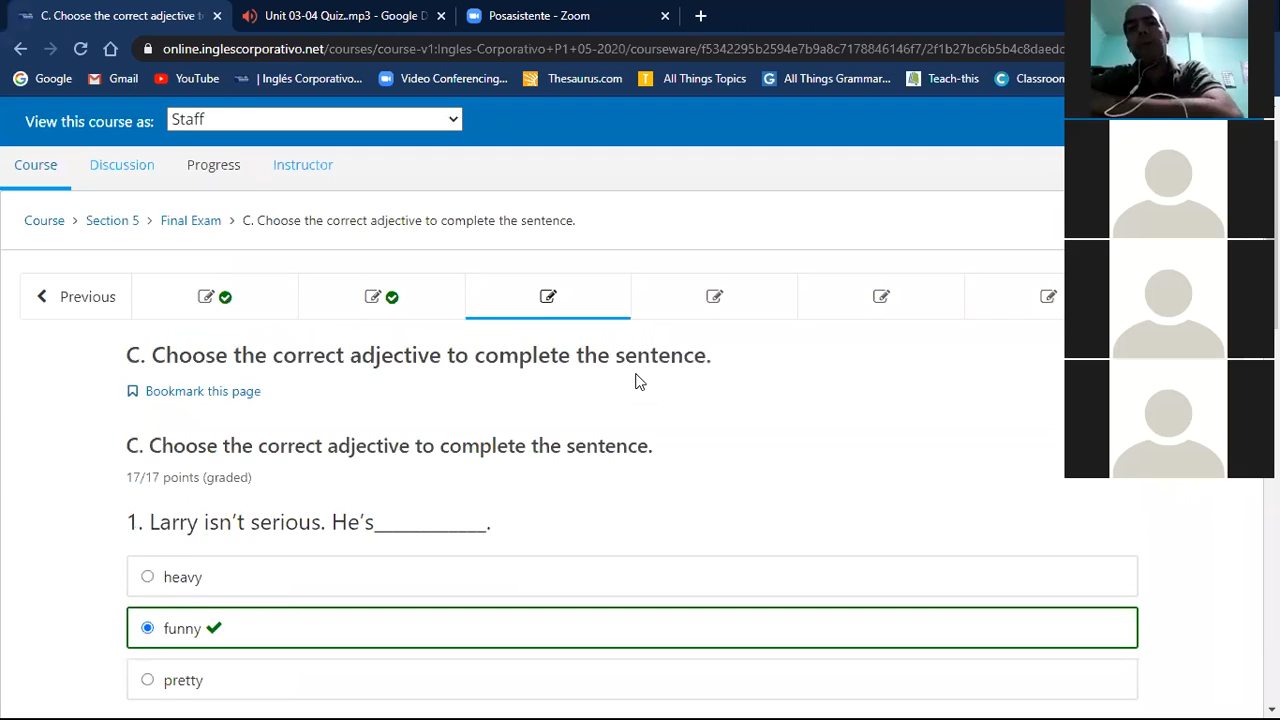 C. Choose the correct adjective t
Unit 03-04 Quiz..mp3 - Google D
Posasistente - Zoom
online.inglescorporativo.net/courses/course-v1:Ingles-Corporativo+P1+05-2020/courseware/f5342295b2594e7b9a8c7178846146f7/2f1b27bc6b5b4c8daedc
Google
Gmail
YouTube
| Inglés Corporativo...
Video Conferencing...
Thesaurus.com
All Things Topics
All Things Grammar...
Teach-this
Classroom
View this course as:
Staff
Course
Discussion
Progress
Instructor
Course > Section 5 > Final Exam > C. Choose the correct adjective to complete the sentence.
Previous
C. Choose the correct adjective to complete the sentence.
Bookmark this page
C. Choose the correct adjective to complete the sentence.
17/17 points (graded)
1. Larry isn’t serious. He’s____________.
heavy
funny
pretty